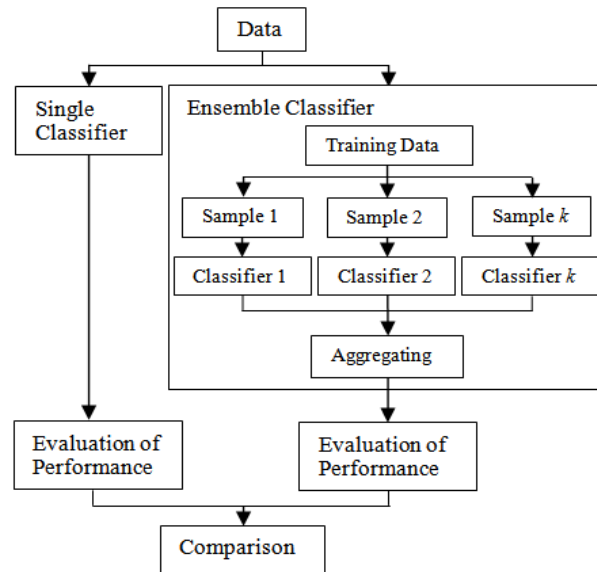 Data
Single
Classifier
Ensemble Classifier
Training Data
Sample 1
Sample 2
Sample k
Classifier 1
Classifier 2
Classifier k
Aggregating
Evaluation of
Performance
Evaluation of
Performance
Comparison